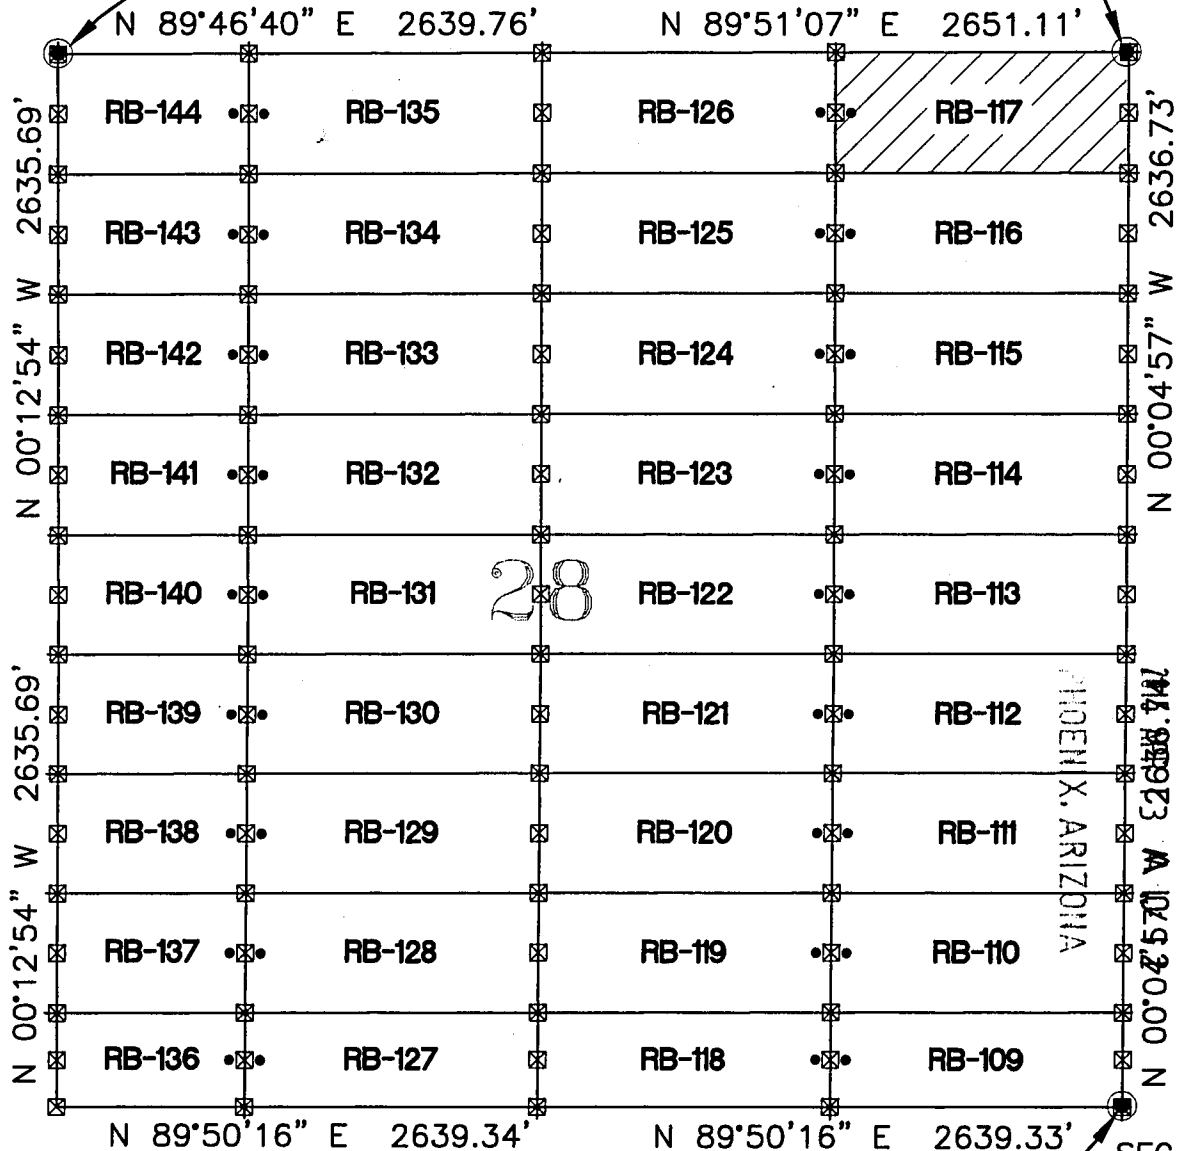 N 89°46'40" E 2639.76' N 89°51'07" E 2651.11'
RB-144 RB-135 RB-126 RB-117
RB-143 RB-134 RB-125 RB-116
RB-142 RB-133 RB-124 RB-115
RB-141 RB-132 RB-123 RB-114
RB-140 RB-131 28 RB-122 RB-113
RB-139 RB-130 RB-121 RB-112
RB-138 RB-129 RB-120 RB-111
RB-137 RB-128 RB-119 RB-110
RB-136 RB-127 RB-118 RB-109
N 00°12'54" W 2635.69'
N 00°12'54" W 2635.69'
N 00°04'57" W 2636.73'
PHOENIX, ARIZONA
N 89°50'16" E 2639.34' N 89°50'16" E 2639.33'